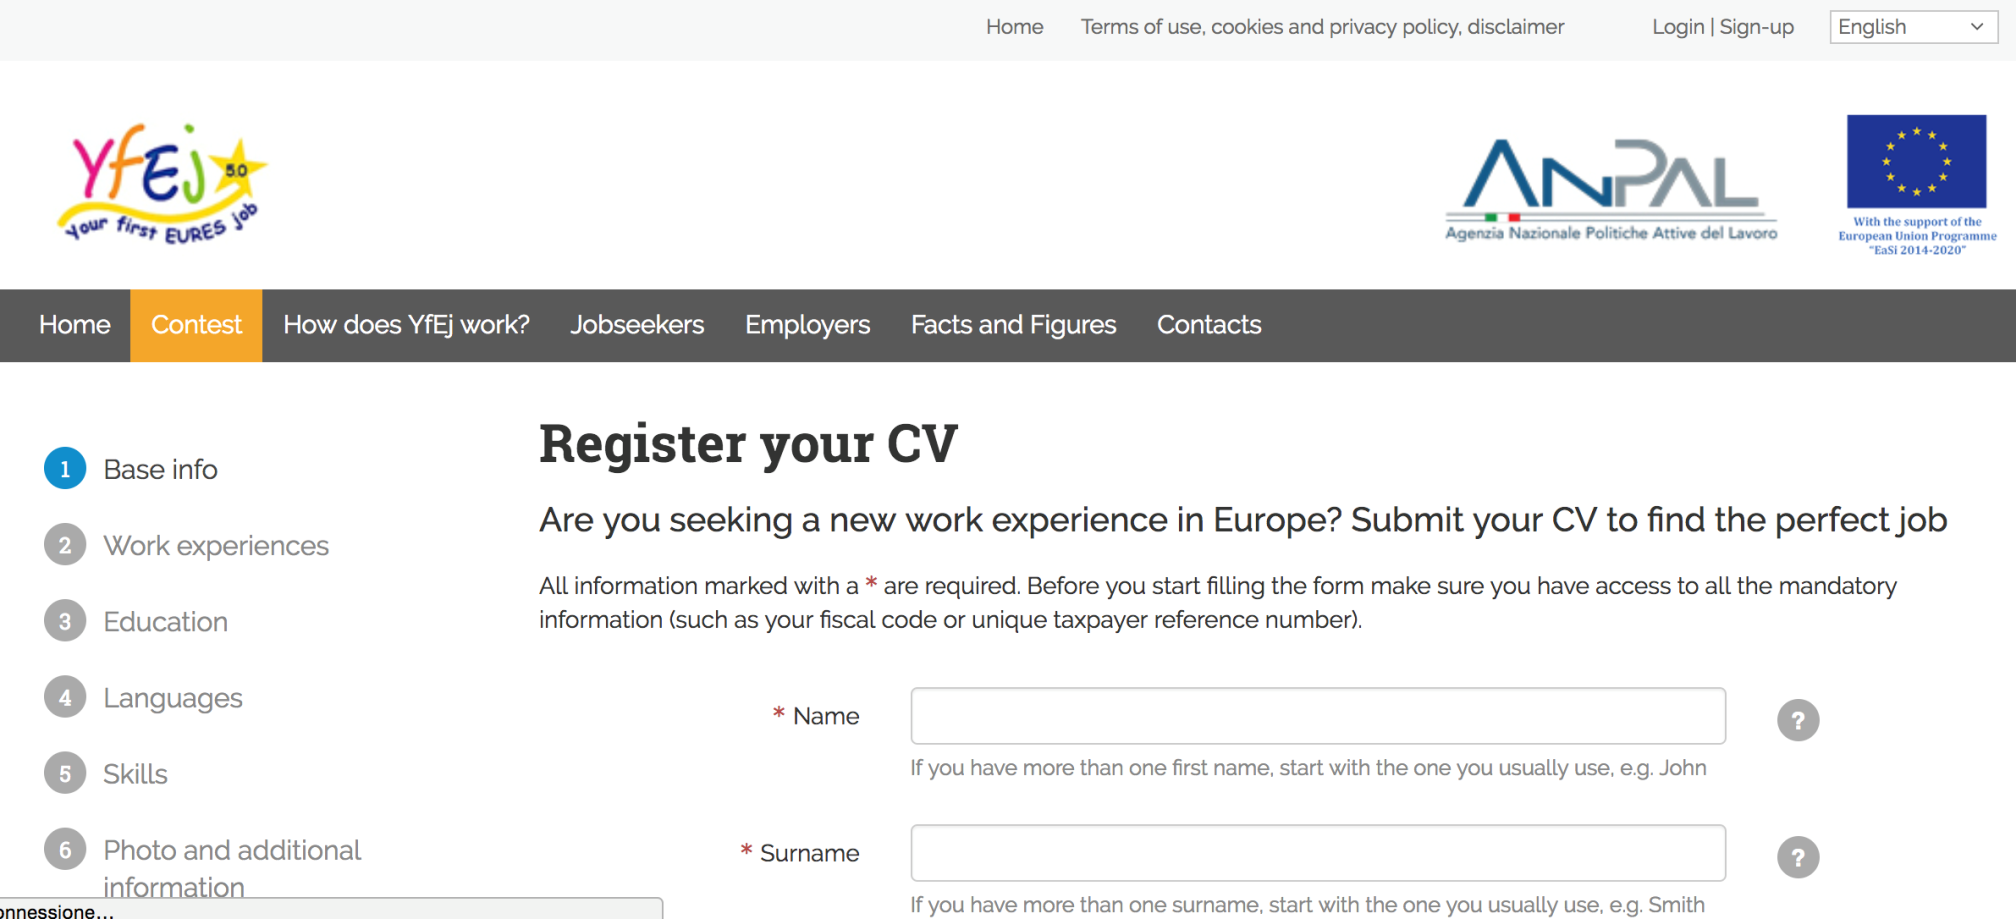 Home Terms of use, cookies and privacy policy, disclaimer Login | Sign-up English
YfEj 5.0
Your first EURES job
ANPAL
Agenzia Nazionale Politiche Attive del Lavoro
With the support of the
European Union Programme
"EaSi 2014-2020"
Home Contest How does YfEj work? Jobseekers Employers Facts and Figures Contacts
1 Base info
2 Work experiences
3 Education
4 Languages
5 Skills
6 Photo and additional
information
Register your CV
Are you seeking a new work experience in Europe? Submit your CV to find the perfect job
All information marked with a * are required. Before you start filling the form make sure you have access to all the mandatory
information (such as your fiscal code or unique taxpayer reference number).
* Name ?
If you have more than one first name, start with the one you usually use, e.g. John
* Surname ?
If you have more than one surname, start with the one you usually use, e.g. Smith
onnessione...